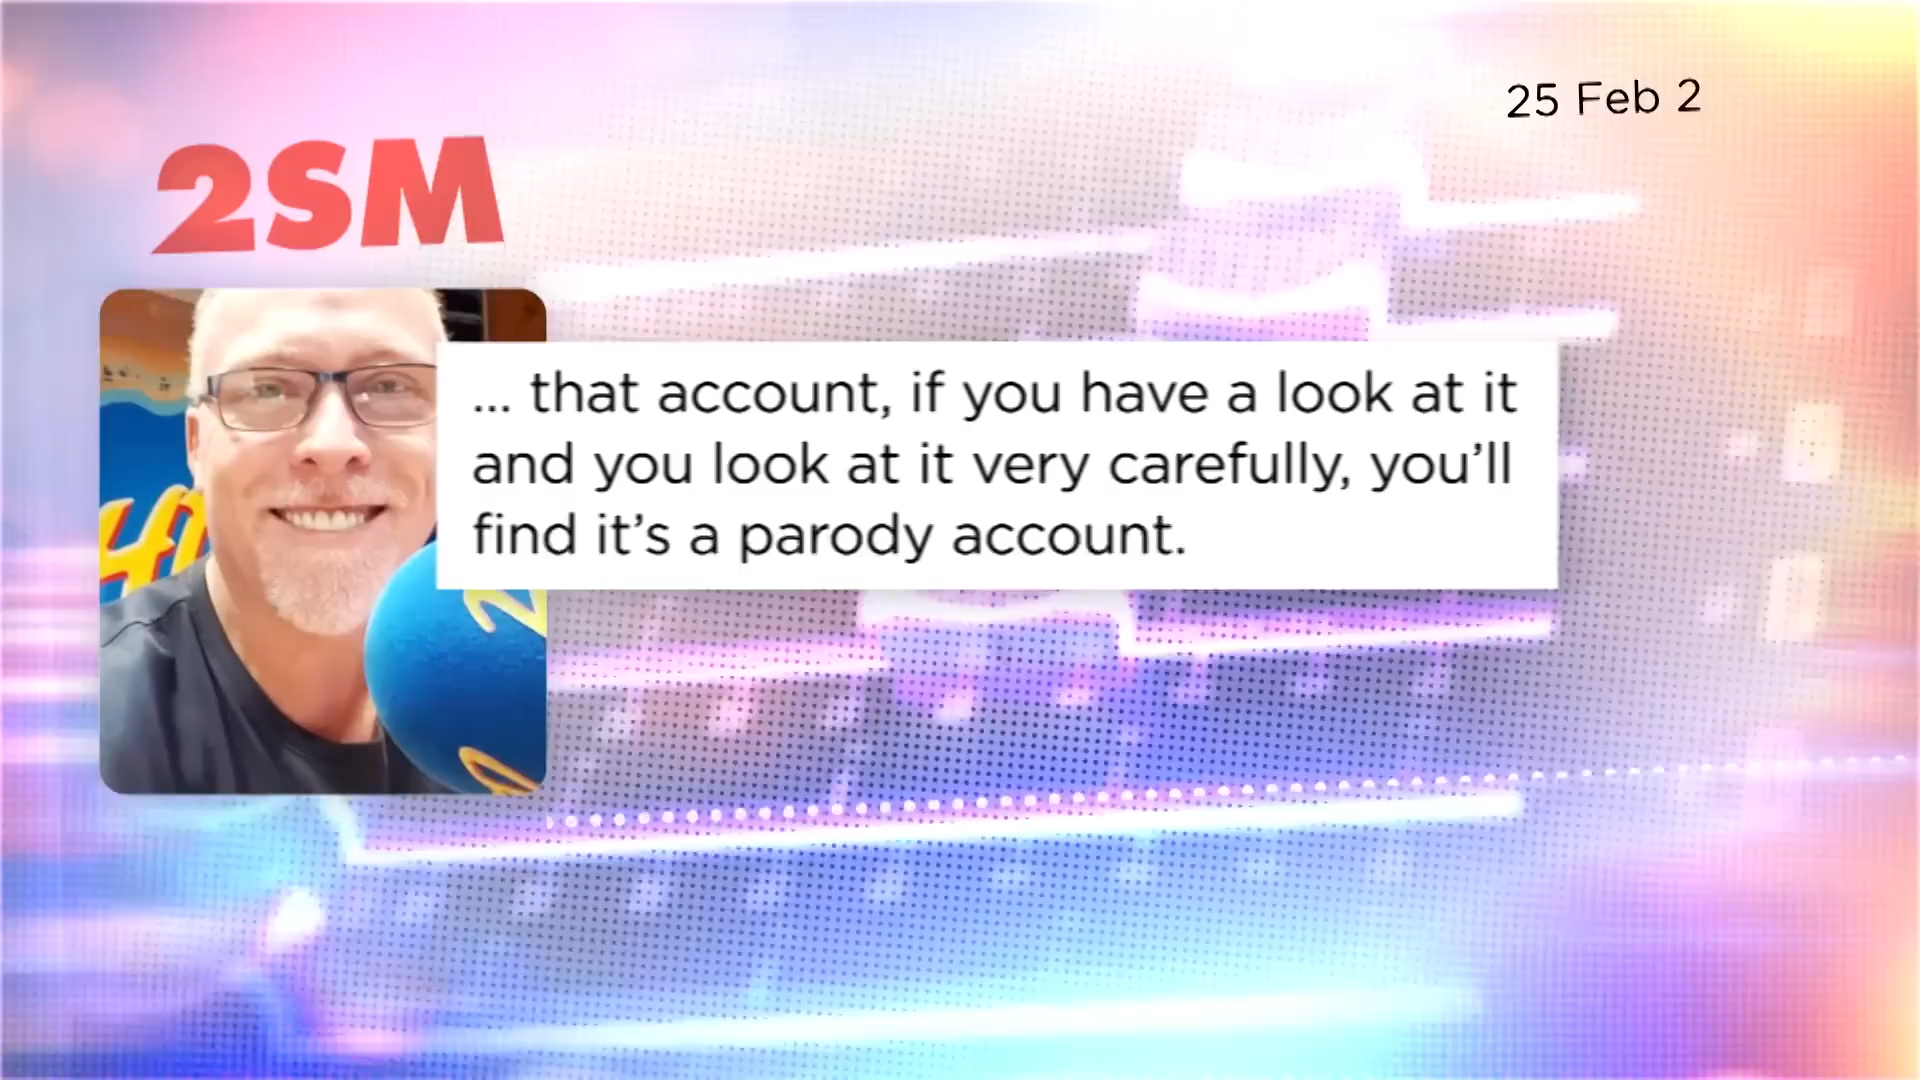 25 Feb 2
2SM
... that account, if you have a look at it
and you look at it very carefully, you’ll
find it’s a parody account.